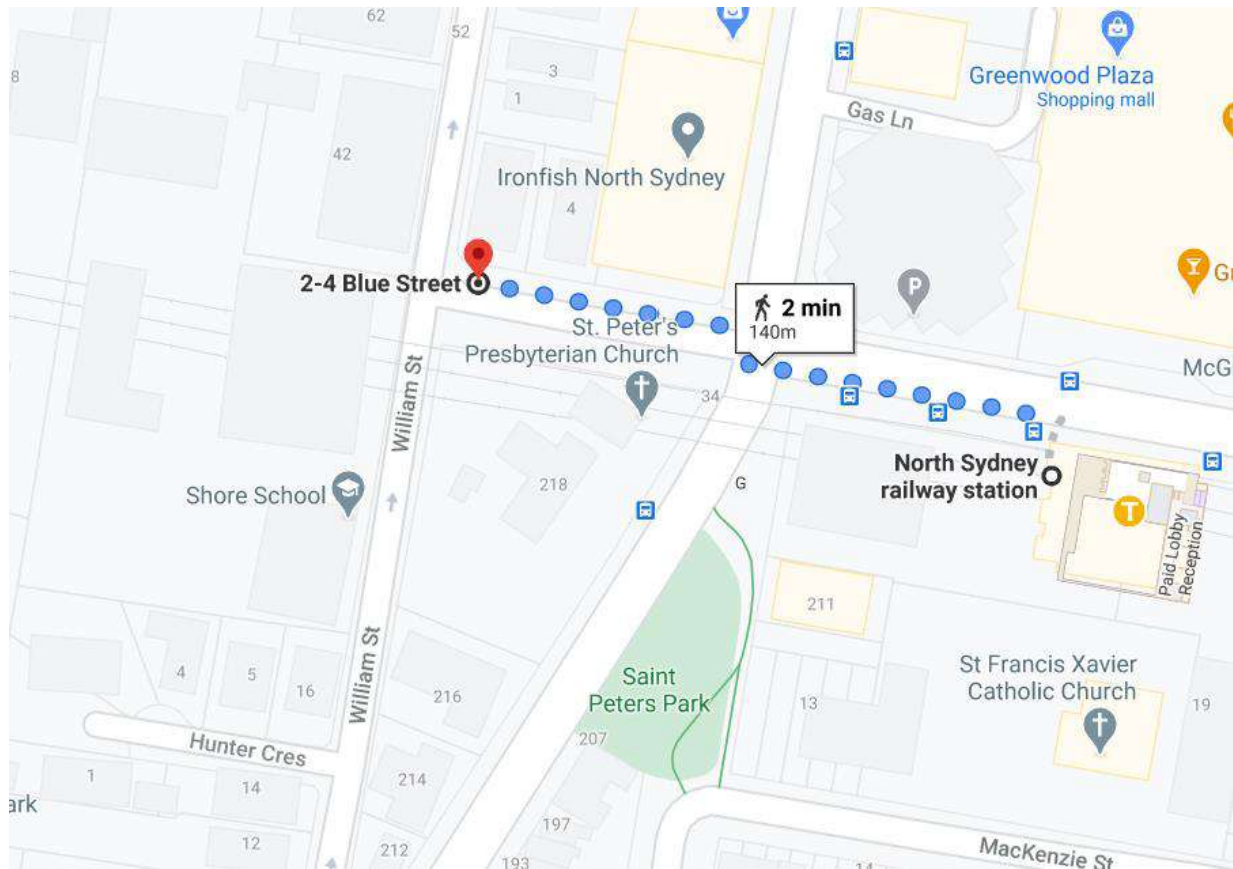 62
52
8
3
1
Greenwood Plaza
Shopping mall
Gas Ln
42
Ironfish North Sydney
4
2-4 Blue Street
P
Gr
2 min
140m
St. Peter's
Presbyterian Church
McG
34
William St
North Sydney
railway station
T
Shore School
218
G
Paid Lobby
Reception
211
William St
4
5
16
216
Saint
Peters Park
St Francis Xavier
Catholic Church
13
19
Hunter Cres
207
1
14
214
ark
197
12
212
193
MacKenzie St
14